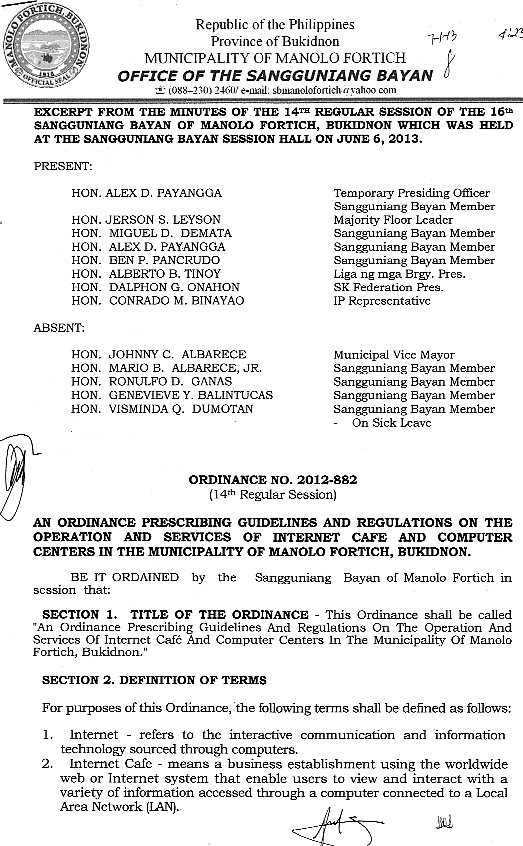 MANOLO FORTICH, BUKIDNON
OFFICIAL SEAL
Republic of the Philippines
Province of Bukidnon
MUNICIPALITY OF MANOLO FORTICH
OFFICE OF THE SANGGUNIANG BAYAN
☏ (088-230) 2460/ e-mail: sbmanolofortich@yahoo.com
EXCERPT FROM THE MINUTES OF THE 14TH REGULAR SESSION OF THE 16th
SANGGUNIANG BAYAN OF MANOLO FORTICH, BUKIDNON WHICH WAS HELD
AT THE SANGGUNIANG BAYAN SESSION HALL ON JUNE 6, 2013.
PRESENT:
HON. ALEX D. PAYANGGA Temporary Presiding Officer
Sangguniang Bayan Member
HON. JERSON S. LEYSON Majority Floor Leader
HON. MIGUEL D. DEMATA Sangguniang Bayan Member
HON. ALEX D. PAYANGGA Sangguniang Bayan Member
HON. BEN P. PANCRUDO Sangguniang Bayan Member
HON. ALBERTO B. TINOY Liga ng mga Brgy. Pres.
HON. DALPHON G. ONAHON SK Federation Pres.
HON. CONRADO M. BINAYAO IP Representative
ABSENT:
HON. JOHNNY C. ALBARECE Municipal Vice Mayor
HON. MARIO B. ALBARECE, JR. Sangguniang Bayan Member
HON. RONULFO D. GANAS Sangguniang Bayan Member
HON. GENEVIEVE Y. BALINTUCAS Sangguniang Bayan Member
HON. VISMINDA Q. DUMOTAN Sangguniang Bayan Member
- On Sick Leave
ORDINANCE NO. 2012-882
(14th Regular Session)
AN ORDINANCE PRESCRIBING GUIDELINES AND REGULATIONS ON THE
OPERATION AND SERVICES OF INTERNET CAFE AND COMPUTER
CENTERS IN THE MUNICIPALITY OF MANOLO FORTICH, BUKIDNON.
BE IT ORDAINED by the Sangguniang Bayan of Manolo Fortich in
session that:
SECTION 1. TITLE OF THE ORDINANCE - This Ordinance shall be called
"An Ordinance Prescribing Guidelines And Regulations On The Operation And
Services Of Internet Café And Computer Centers In The Municipality Of Manolo
Fortich, Bukidnon."
SECTION 2. DEFINITION OF TERMS
For purposes of this Ordinance, the following terms shall be defined as follows:
1. Internet - refers to the interactive communication and information
technology sourced through computers.
2. Internet Cafe - means a business establishment using the worldwide
web or Internet system that enable users to view and interact with a
variety of information accessed through a computer connected to a Local
Area Network (LAN).